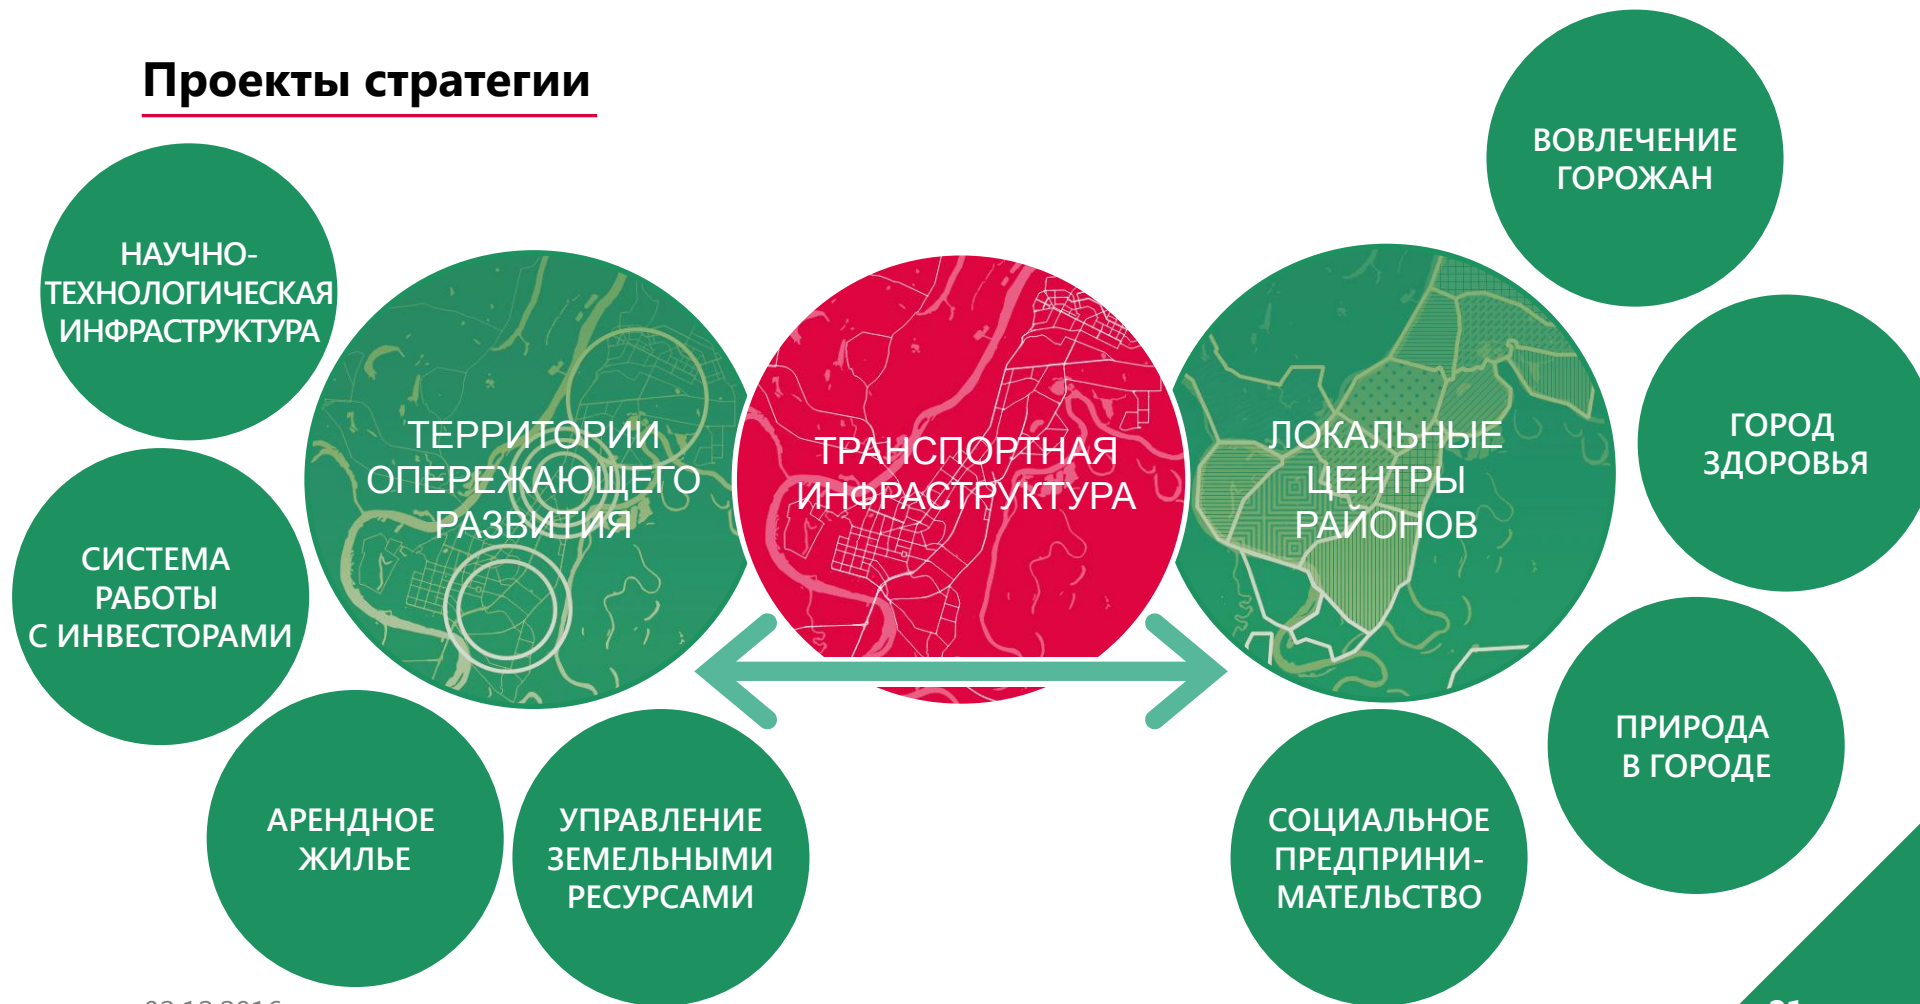 Проекты стратегии
НАУЧНО-
ТЕХНОЛОГИЧЕСКАЯ
ИНФРАСТРУКТУРА
СИСТЕМА
РАБОТЫ
С ИНВЕСТОРАМИ
АРЕНДНОЕ
ЖИЛЬЕ
УПРАВЛЕНИЕ
ЗЕМЕЛЬНЫМИ
РЕСУРСАМИ
ТЕРРИТОРИИ
ОПЕРЕЖАЮЩЕГО
РАЗВИТИЯ
ТРАНСПОРТНАЯ
ИНФРАСТРУКТУРА
ЛОКАЛЬНЫЕ
ЦЕНТРЫ
РАЙОНОВ
ВОВЛЕЧЕНИЕ
ГОРОЖАН
ГОРОД
ЗДОРОВЬЯ
ПРИРОДА
В ГОРОДЕ
СОЦИАЛЬНОЕ
ПРЕДПРИНИ-
МАТЕЛЬСТВО